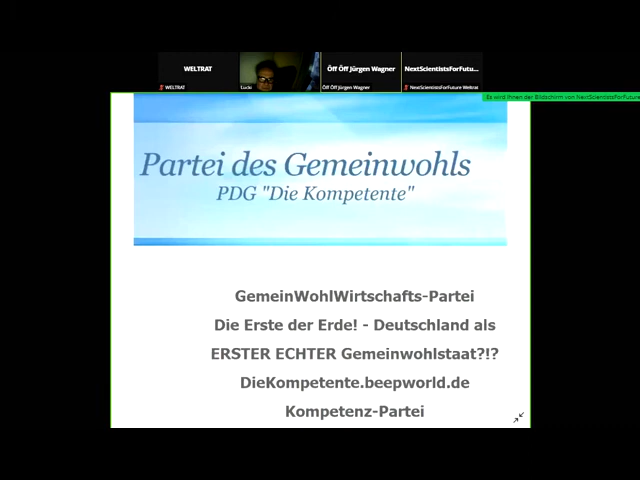 WELTRAT
Öff Öff Jürgen Wagner
NextScientistsForFutu...
WELTRAT
Lucki
Öff Öff Jürgen Wagner
NextScientistsForFuture Weltrat
Es wird Ihnen der Bildschirm von NextScientistsForFuture
Partei des Gemeinwohls
PDG "Die Kompetente"
GemeinWohlWirtschafts-Partei
Die Erste der Erde! - Deutschland als
ERSTER ECHTER Gemeinwohlstaat?!?
DieKompetente.beepworld.de
Kompetenz-Partei